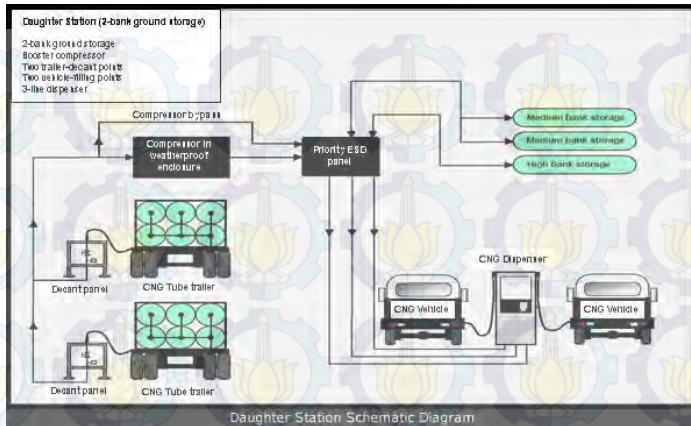 Daughter Station (2-bank ground storage)
2-bank ground storage
Booster compressor
Two trailer-decant points
Two vehicle-filling points
3-line dispenser
Compressor bypass
Compressor in
weatherproof
enclosure
Priority ESD
panel
Medium bank storage
Medium bank storage
High bank storage
Decant panel
CNG Tube trailer
CNG Dispenser
CNG Vehicle
CNG Vehicle
Decant panel
CNG Tube trailer
Daughter Station Schematic Diagram